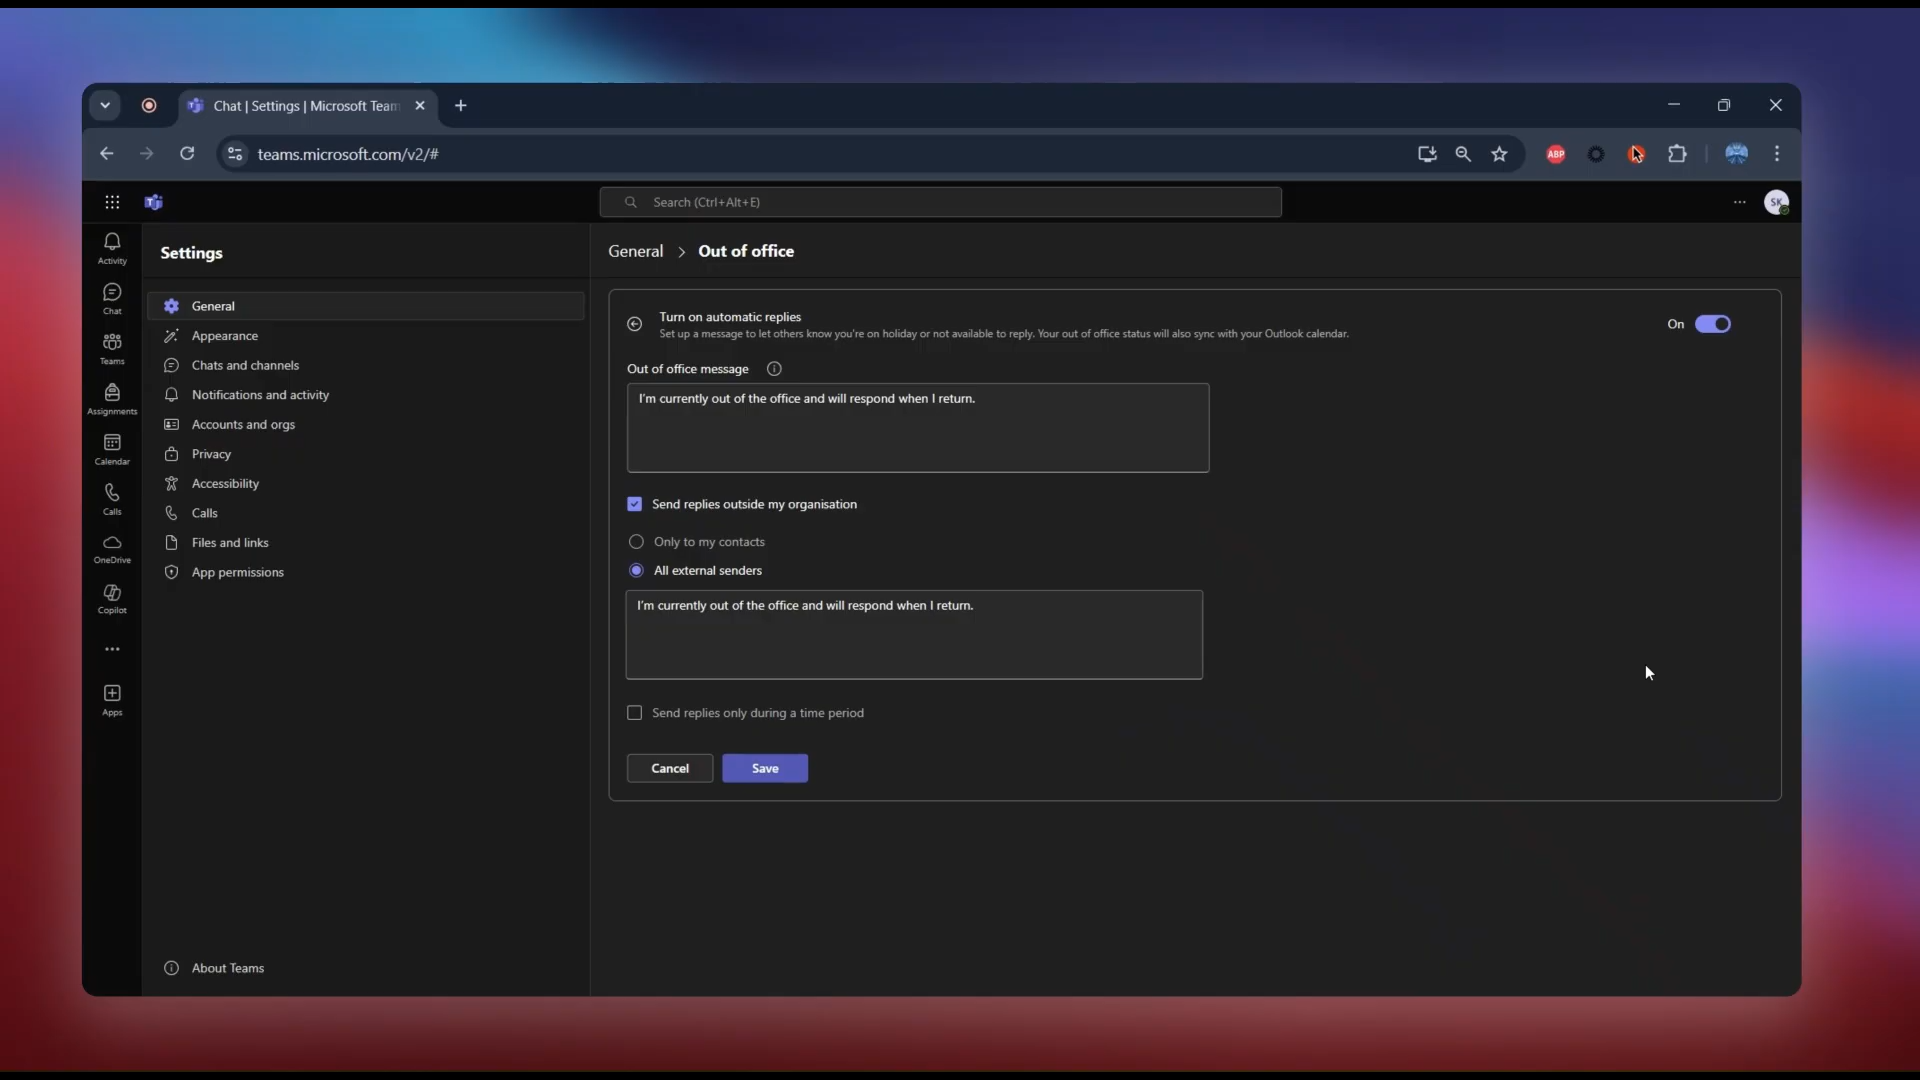 Chat | Settings | Microsoft Team
teams.microsoft.com/v2/#
ABP
Search (Ctrl+Alt+E)
SK
Activity
Chat
Teams
Assignments
Calendar
Calls
OneDrive
Copilot
Apps
Settings
General
Appearance
Chats and channels
Notifications and activity
Accounts and orgs
Privacy
Accessibility
Calls
Files and links
App permissions
About Teams
General > Out of office
Turn on automatic replies
Set up a message to let others know you're on holiday or not available to reply. Your out of office status will also sync with your Outlook calendar.
On
Out of office message
I'm currently out of the office and will respond when I return.
Send replies outside my organisation
Only to my contacts
All external senders
I'm currently out of the office and will respond when I return.
Send replies only during a time period
Cancel
Save